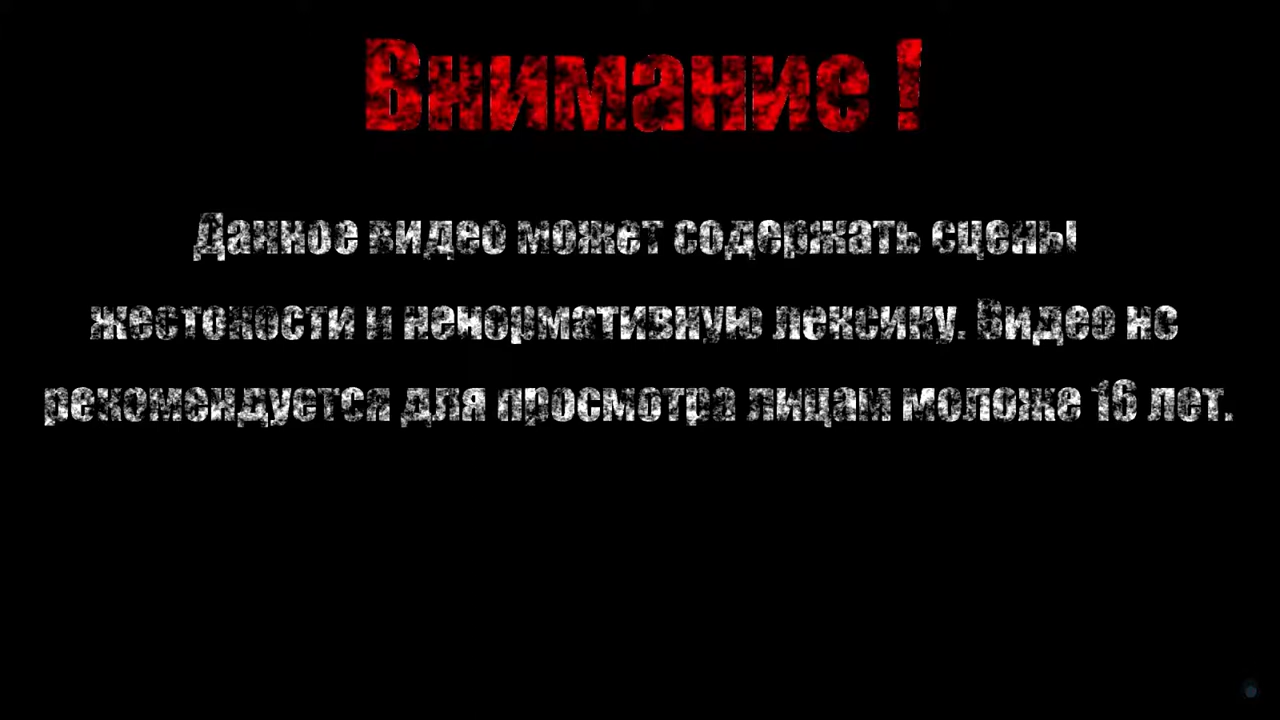 Внимание !
Данное видео может содержать сцены
жестокости и ненормативную лексику. Видео не
рекомендуется для просмотра лицам моложе 16 лет.